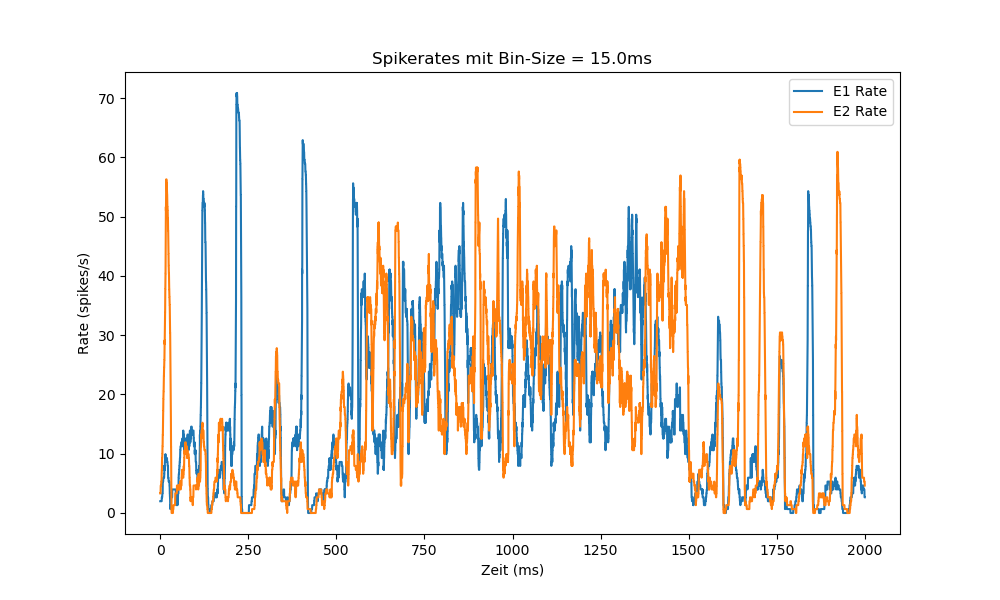 Spikerates mit Bin-Size = 15.0ms
E1 Rate
E2 Rate
Rate (spikes/s)
70
60
50
40
30
20
10
0
0 250 500 750 1000 1250 1500 1750 2000
Zeit (ms)